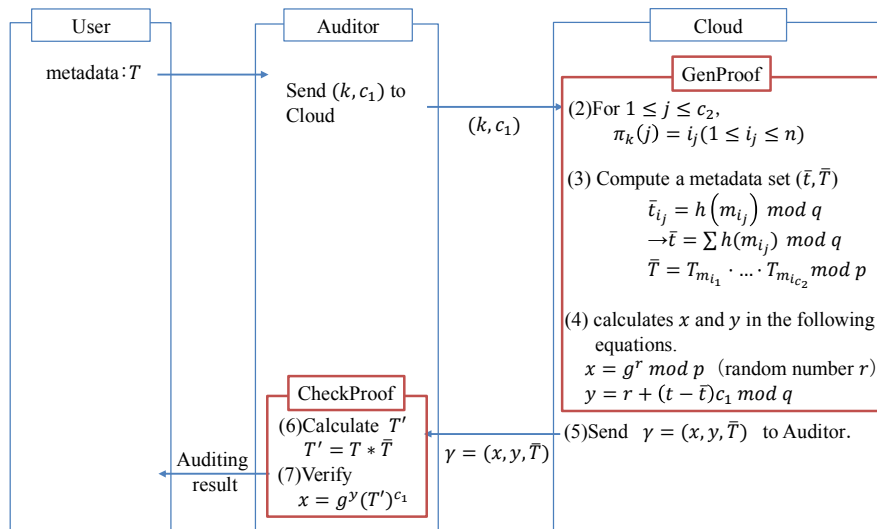 User
Auditor
Cloud
metadata:T
Send (k, c₁) to
Cloud
(k, c₁)
GenProof
(2)For 1 ≤ j ≤ c₂,
π_k(j) = i_j(1 ≤ i_j ≤ n)
(3) Compute a metadata set (t̄, T̄)
t̄_{i_j} = h(m_{i_j}) mod q
→t̄ = ∑ h(m_{i_j}) mod q
T̄ = T_{m_{i_1}} · … · T_{m_{i_{c_2}}} mod p
(4) calculates x and y in the following
equations.
x = g^r mod p (random number r)
y = r + (t − t̄)c₁ mod q
(5)Send γ = (x, y, T̄) to Auditor.
γ = (x, y, T̄)
CheckProof
(6)Calculate T′
T′ = T ∗ T̄
(7)Verify
x = g^y(T′)^{c₁}
Auditing
result